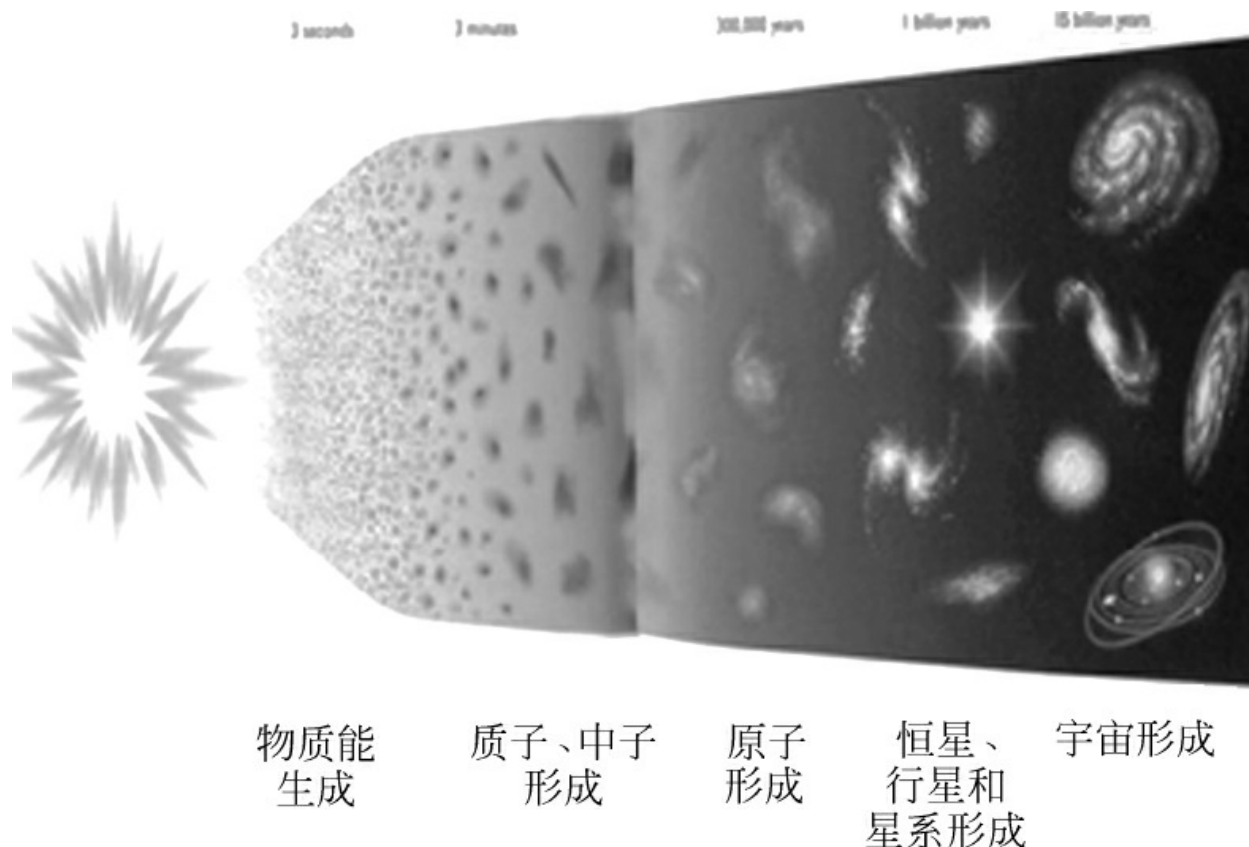 3 seconds
3 minutes
300,000 years
1 billion years
15 billion years
物质能
生成
质子、中子
形成
原子
形成
恒星、
行星和
星系形成
宇宙形成